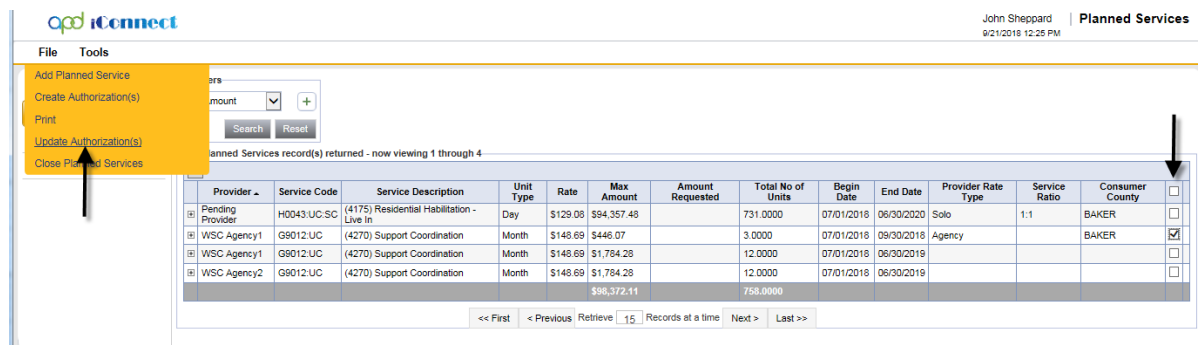 apd iConnect
John Sheppard
9/21/2018 12:25 PM
Planned Services
File Tools
Add Planned Service
Create Authorization(s)
Print
Update Authorization(s)
Close Planned Services
ers
mount +
Search Reset
lanned Services record(s) returned - now viewing 1 through 4
Provider Service Code Service Description Unit Type Rate Max Amount Amount Requested Total No of Units Begin Date End Date Provider Rate Type Service Ratio Consumer County
Pending Provider H0043:UC:SC (4175) Residential Habilitation - Live In Day $129.08 $94,357.48 731.0000 07/01/2018 06/30/2020 Solo 1:1 BAKER
WSC Agency1 G9012:UC (4270) Support Coordination Month $148.69 $446.07 3.0000 07/01/2018 09/30/2018 Agency BAKER
WSC Agency1 G9012:UC (4270) Support Coordination Month $148.69 $1,784.28 12.0000 07/01/2018 06/30/2019
WSC Agency2 G9012:UC (4270) Support Coordination Month $148.69 $1,784.28 12.0000 07/01/2018 06/30/2019
$98,372.11 758.0000
<< First < Previous Retrieve 15 Records at a time Next > Last >>